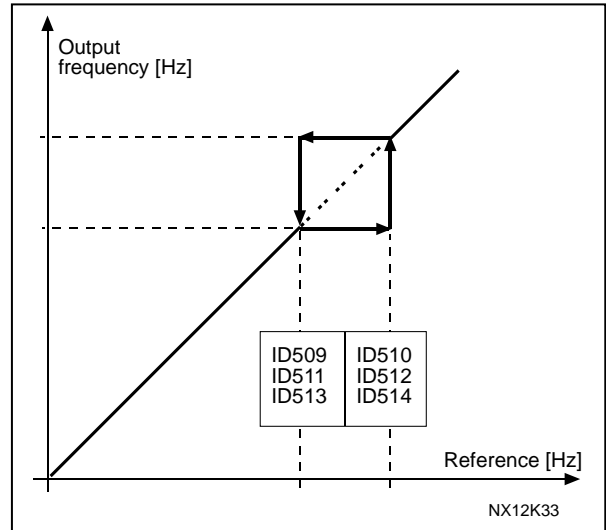 Output
frequency [Hz]
ID509 ID510
ID511 ID512
ID513 ID514
Reference [Hz]
NX12K33